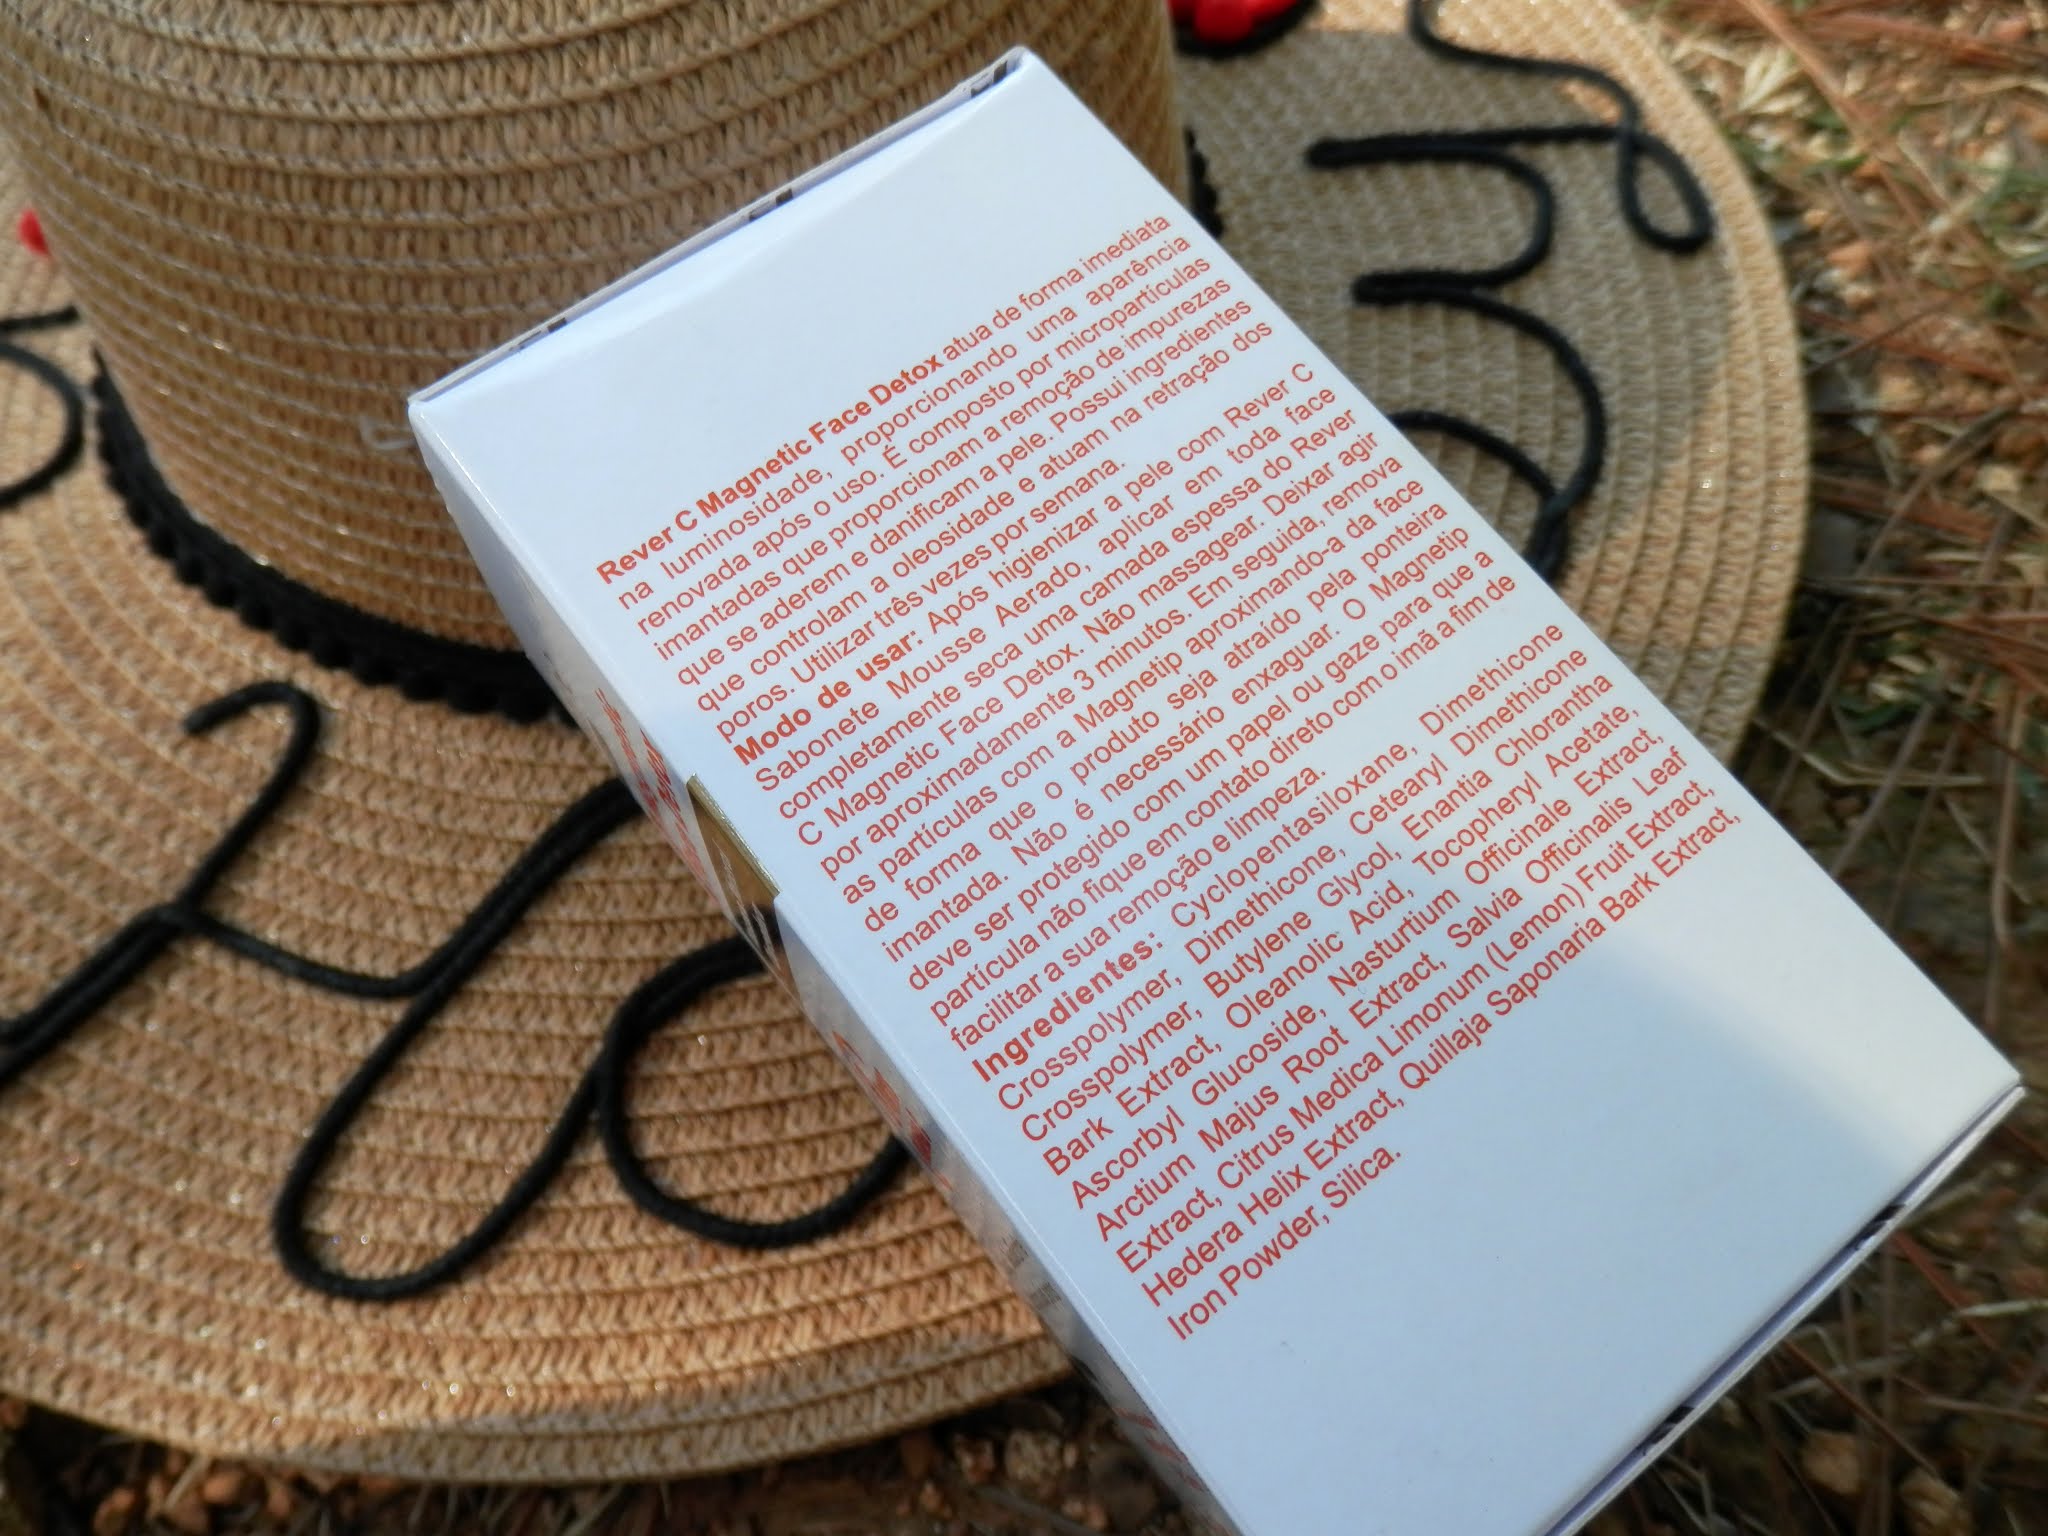 Rever C Magnetic Face Detox atua de forma imediata
na luminosidade, proporcionando uma aparência
renovada após o uso. É composto por micropartículas
imantadas que proporcionam a remoção de impurezas
que se aderem e danificam a pele. Possui ingredientes
que controlam a oleosidade e atuam na retração dos
poros. Utilizar três vezes por semana.
Modo de usar: Após higienizar a pele com Rever C
Sabonete Mousse Aerado, aplicar em toda face
completamente seca uma camada espessa do Rever
C Magnetic Face Detox. Não massagear. Deixar agir
por aproximadamente 3 minutos. Em seguida, remova
as partículas com a Magnetip aproximando-a da face
de forma que o produto seja atraído pela ponteira
imantada. Não é necessário enxaguar. O Magnetip
deve ser protegido com um papel ou gaze para que a
partícula não fique em contato direto com o imã a fim de
facilitar a sua remoção e limpeza.
Ingredientes: Cyclopentasiloxane, Dimethicone
Crosspolymer, Dimethicone, Cetearyl Dimethicone
Crosspolymer, Butylene Glycol, Enantia Chlorantha
Bark Extract, Oleanolic Acid, Tocopheryl Acetate,
Ascorbyl Glucoside, Nasturtium Officinale Extract,
Arctium Majus Root Extract, Salvia Officinalis Leaf
Extract, Citrus Medica Limonum (Lemon) Fruit Extract,
Hedera Helix Extract, Quillaja Saponaria Bark Extract,
Iron Powder, Silica.